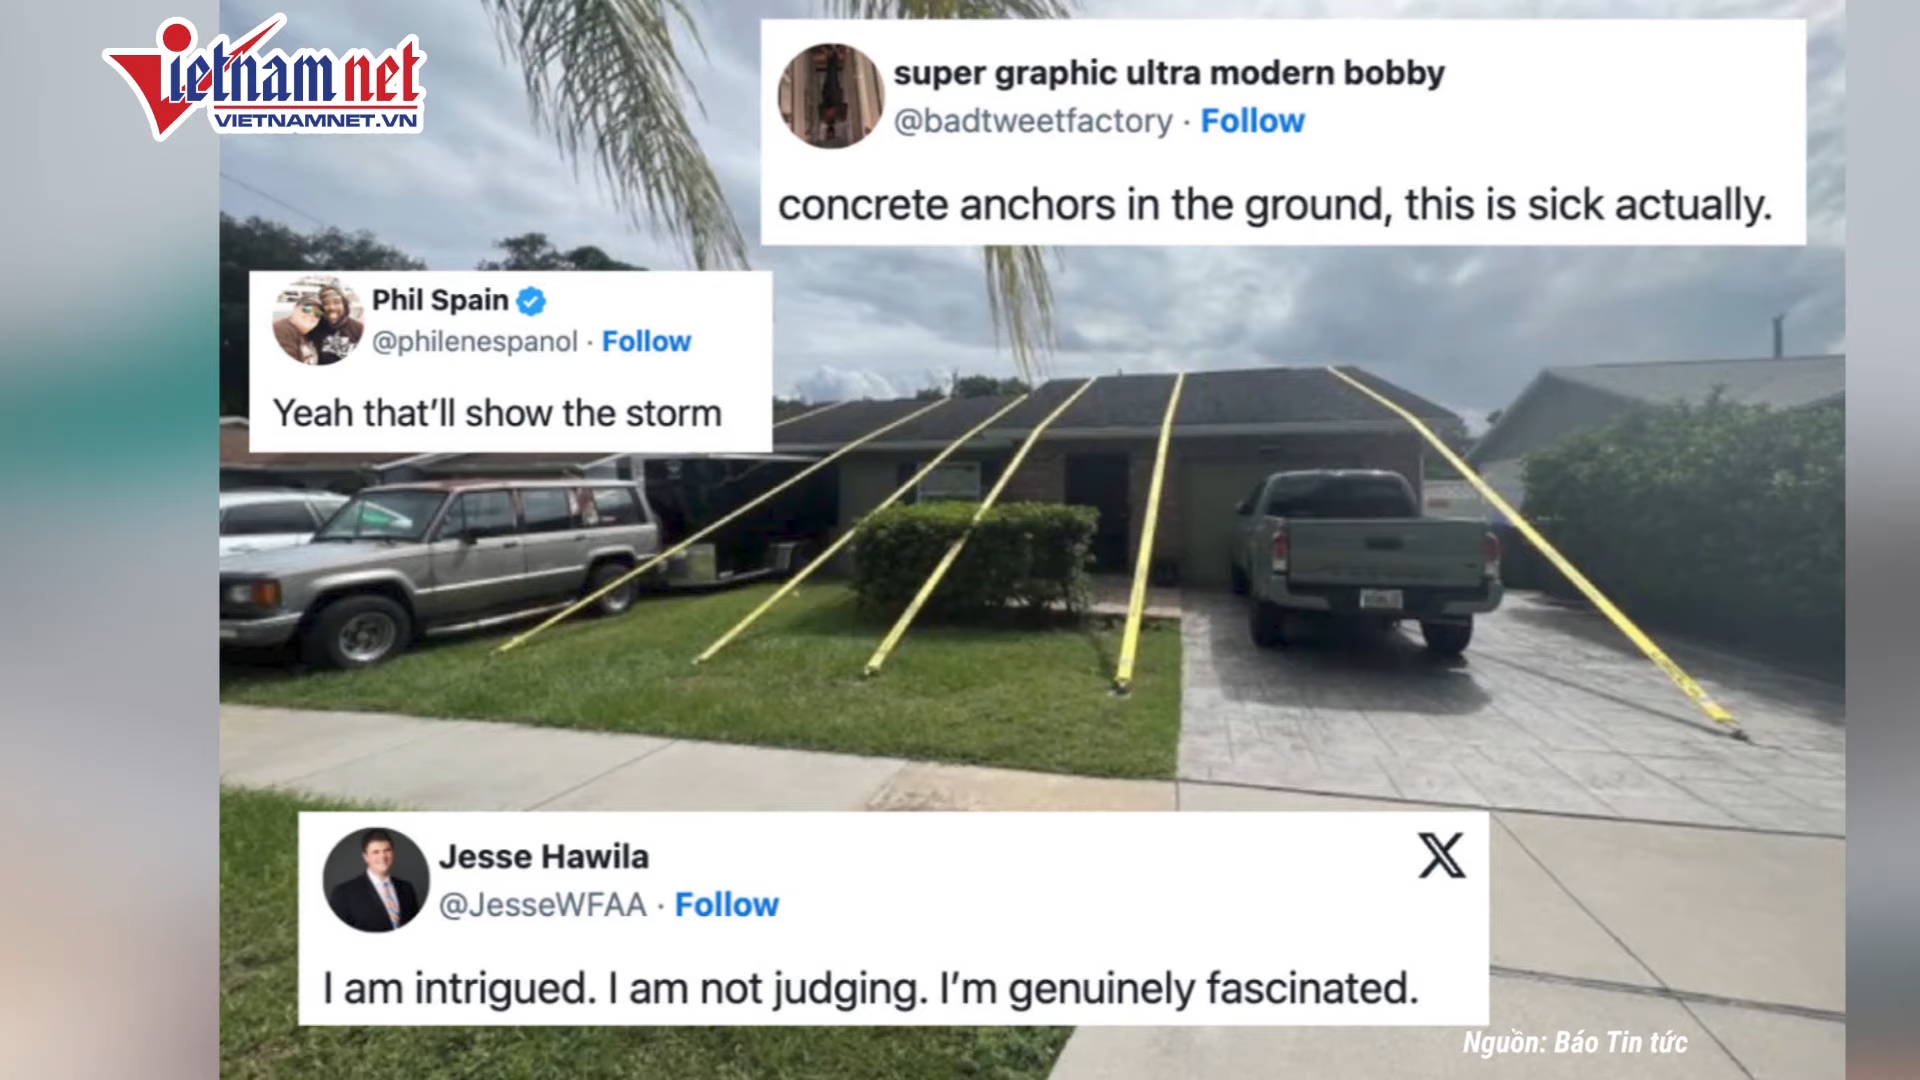 Vietnamnet
VIETNAMNET.VN
super graphic ultra modern bobby
@badtweetfactory · Follow
concrete anchors in the ground, this is sick actually.
Phil Spain
@philenespanol · Follow
Yeah that’ll show the storm
Jesse Hawila
@JesseWFAA · Follow
I am intrigued. I am not judging. I’m genuinely fascinated.
Nguồn: Báo Tin tức